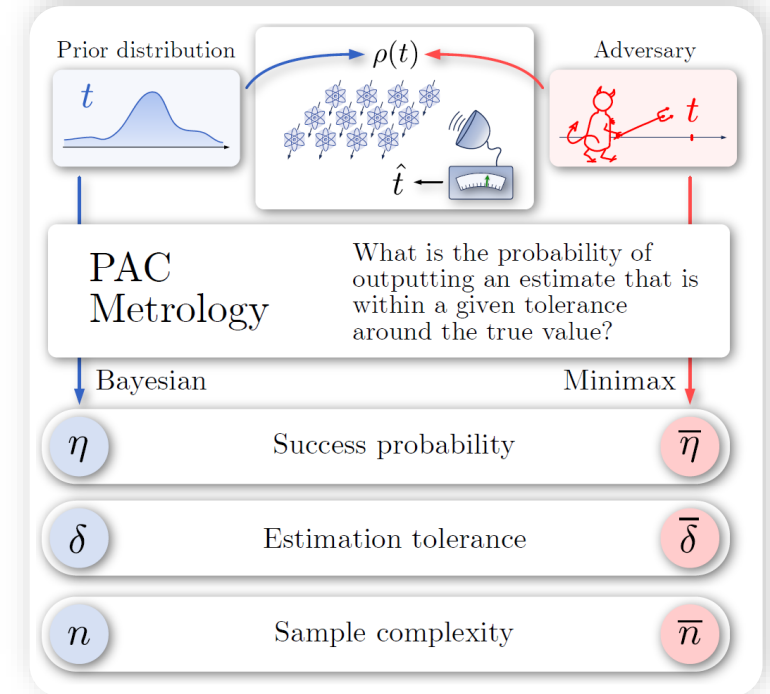 Prior distribution
ρ(t)
Adversary
t
t
t̂
PAC
Metrology
What is the probability of
outputting an estimate that is
within a given tolerance
around the true value?
Bayesian
Minimax
η Success probability η̅
δ Estimation tolerance δ̅
n Sample complexity n̅